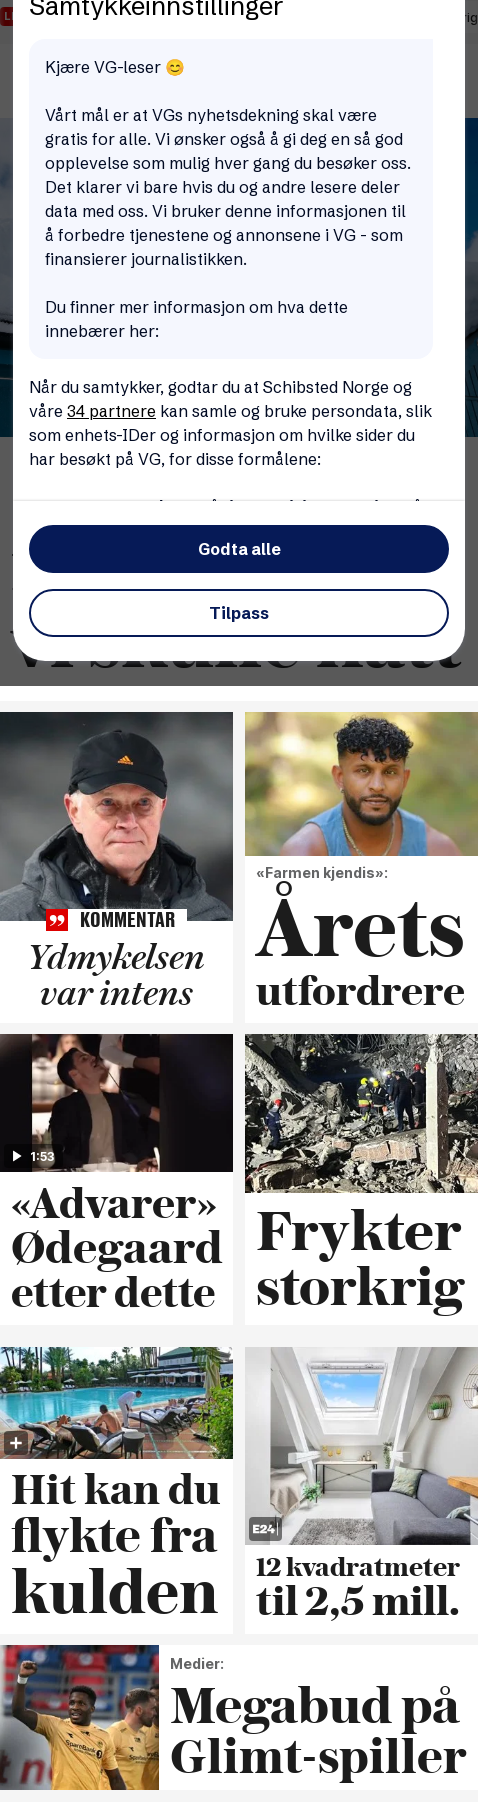 Samtykkeinnstillinger
Kjære VG-leser 😊
Vårt mål er at VGs nyhetsdekning skal være
gratis for alle. Vi ønsker også å gi deg en så god
opplevelse som mulig hver gang du besøker oss.
Det klarer vi bare hvis du og andre lesere deler
data med oss. Vi bruker denne informasjonen til
å forbedre tjenestene og annonsene i VG - som
finansierer journalistikken.
Du finner mer informasjon om hva dette
innebærer her:
Når du samtykker, godtar du at Schibsted Norge og
våre 34 partnere kan samle og bruke persondata, slik
som enhets-IDer og informasjon om hvilke sider du
har besøkt på VG, for disse formålene:
Godta alle
Tilpass
KOMMENTAR
Ydmykelsen
var intens
«Farmen kjendis»:
Årets
utfordrere
1:53
«Advarer»
Ødegaard
etter dette
Frykter
storkrig
Hit kan du
flykte fra
kulden
E24
12 kvadratmeter
til 2,5 mill.
SpareBank
Medier:
Megabud på
Glimt-spiller